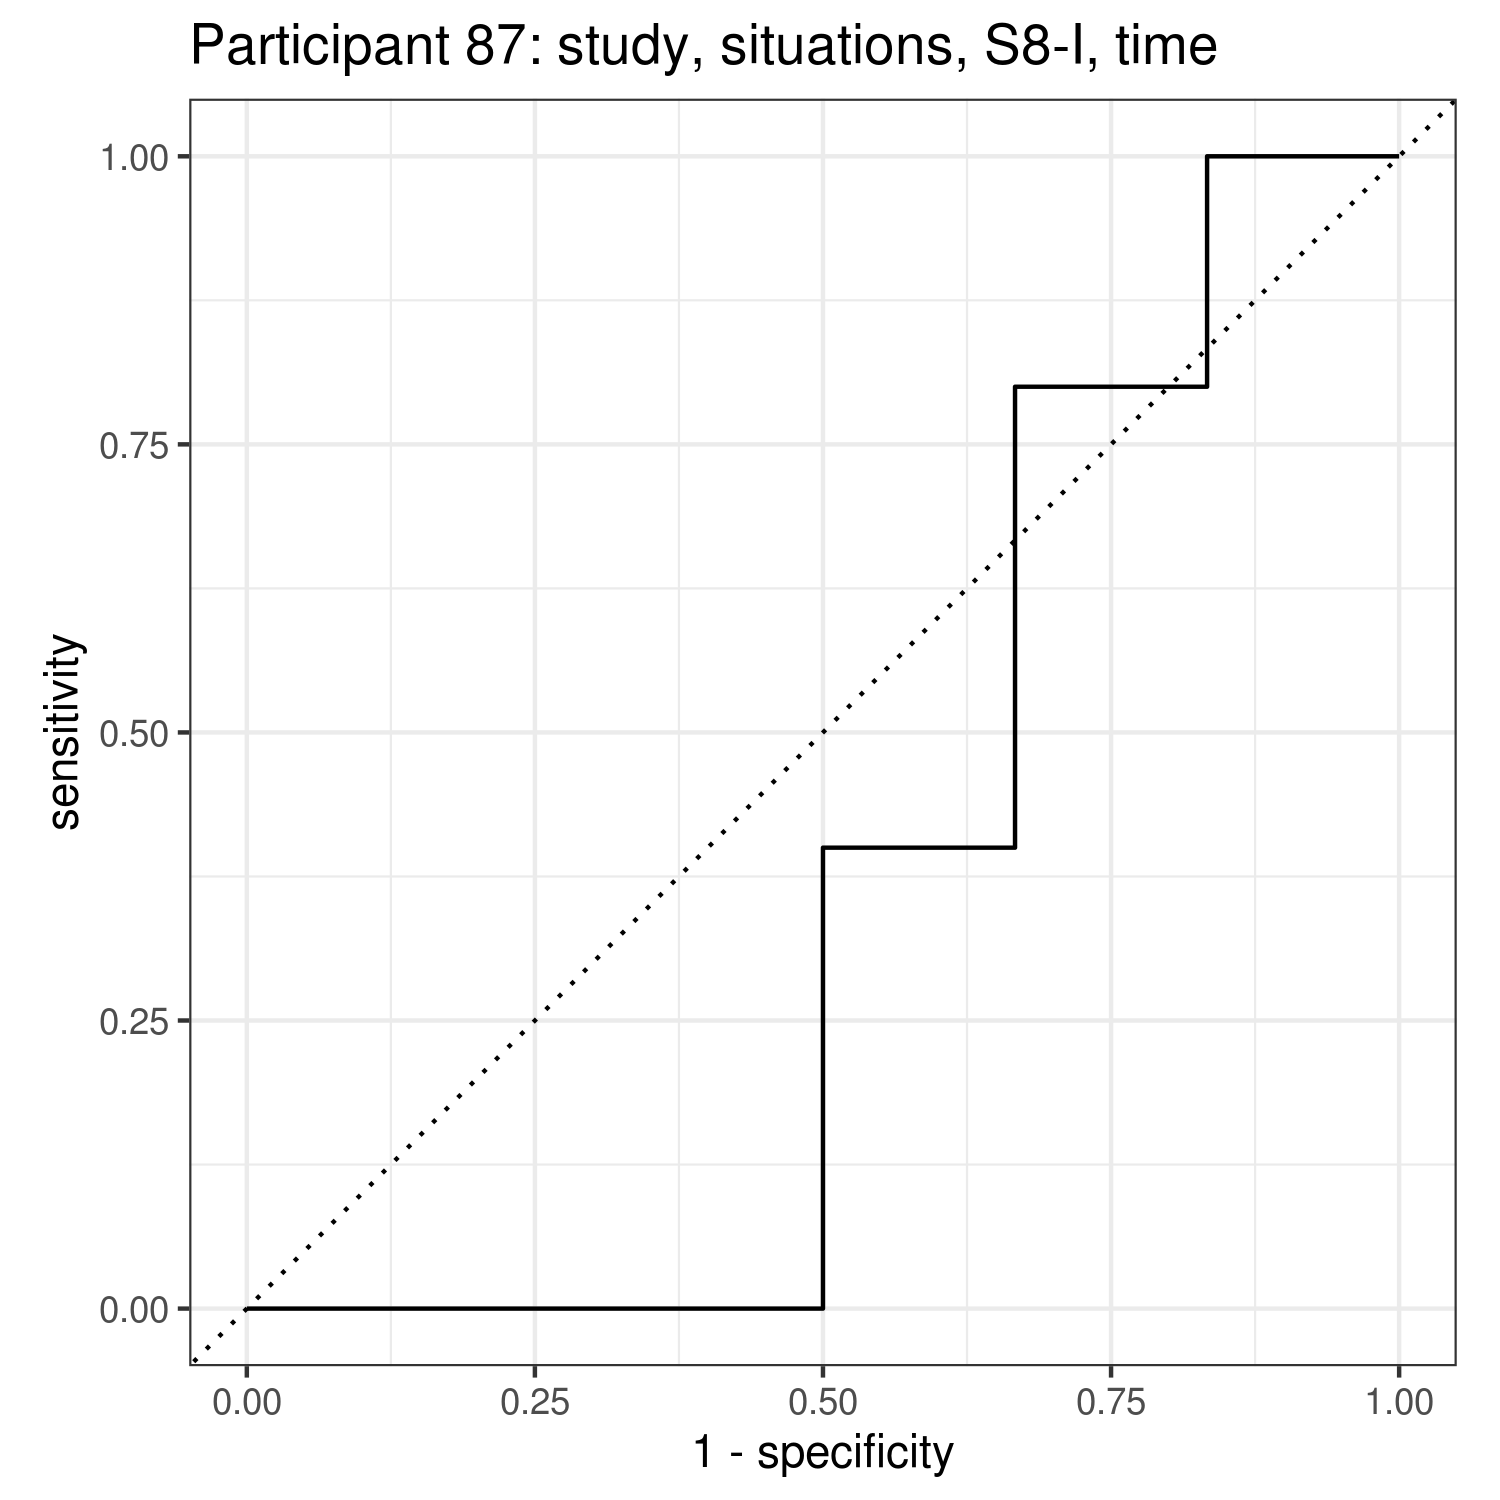 Participant 87: study, situations, S8-I, time
1.00
0.75
0.50
0.25
0.00
sensitivity
0.00 0.25 0.50 0.75 1.00
1 - specificity